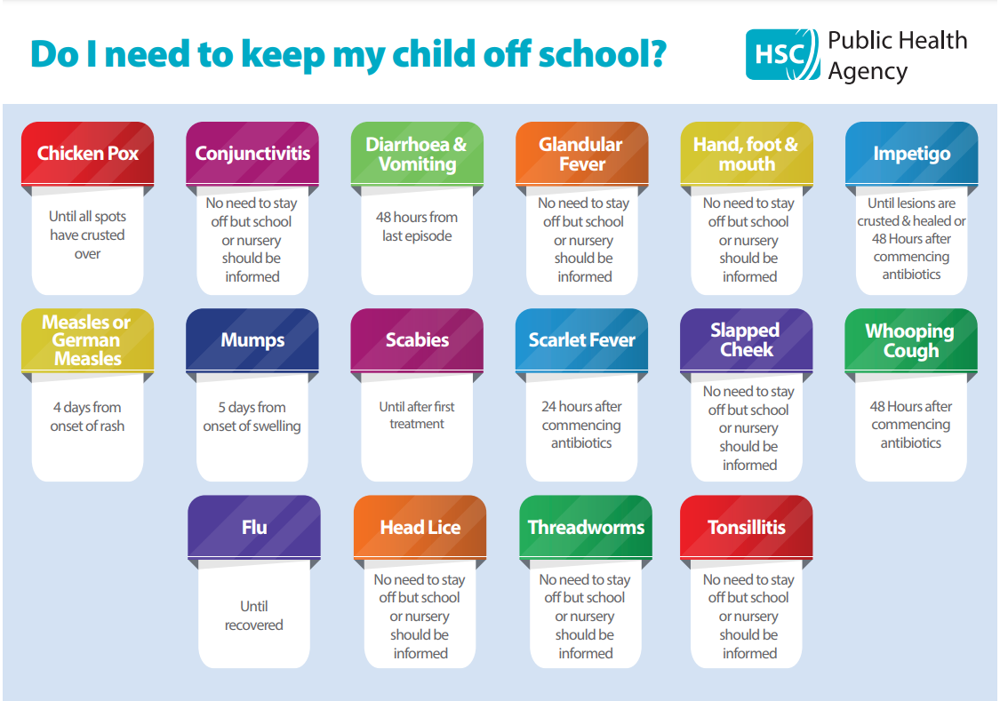 Do I need to keep my child off school?
HSC
Public Health
Agency
Chicken Pox
Until all spots
have crusted
over
Conjunctivitis
No need to stay
off but school
or nursery
should be
informed
Diarrhoea &
Vomiting
48 hours from
last episode
Glandular
Fever
No need to stay
off but school
or nursery
should be
informed
Hand, foot &
mouth
No need to stay
off but school
or nursery
should be
informed
Impetigo
Until lesions are
crusted & healed or
48 Hours after
commencing
antibiotics
Measles or
German
Measles
4 days from
onset of rash
Mumps
5 days from
onset of swelling
Scabies
Until after first
treatment
Scarlet Fever
24 hours after
commencing
antibiotics
Slapped
Cheek
No need to stay
off but school
or nursery
should be
informed
Whooping
Cough
48 Hours after
commencing
antibiotics
Flu
Until
recovered
Head Lice
No need to stay
off but school
or nursery
should be
informed
Threadworms
No need to stay
off but school
or nursery
should be
informed
Tonsillitis
No need to stay
off but school
or nursery
should be
informed